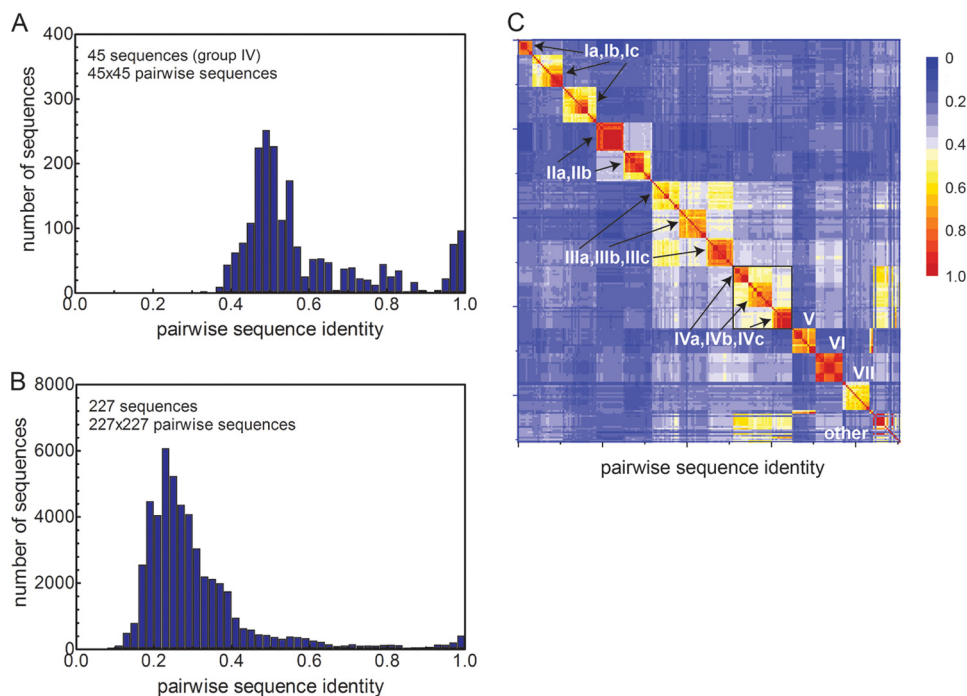 A
45 sequences (group IV)
45x45 pairwise sequences
number of sequences
400
300
200
100
0
0.0 0.2 0.4 0.6 0.8 1.0
pairwise sequence identity
B
227 sequences
227x227 pairwise sequences
number of sequences
8000
6000
4000
2000
0
0.0 0.2 0.4 0.6 0.8 1.0
pairwise sequence identity
C
Ia,Ib,Ic
IIa,IIb
IIIa,IIIb,IIIc
IVa,IVb,IVc
V
VI
VII
other
pairwise sequence identity
0
0.2
0.4
0.6
0.8
1.0